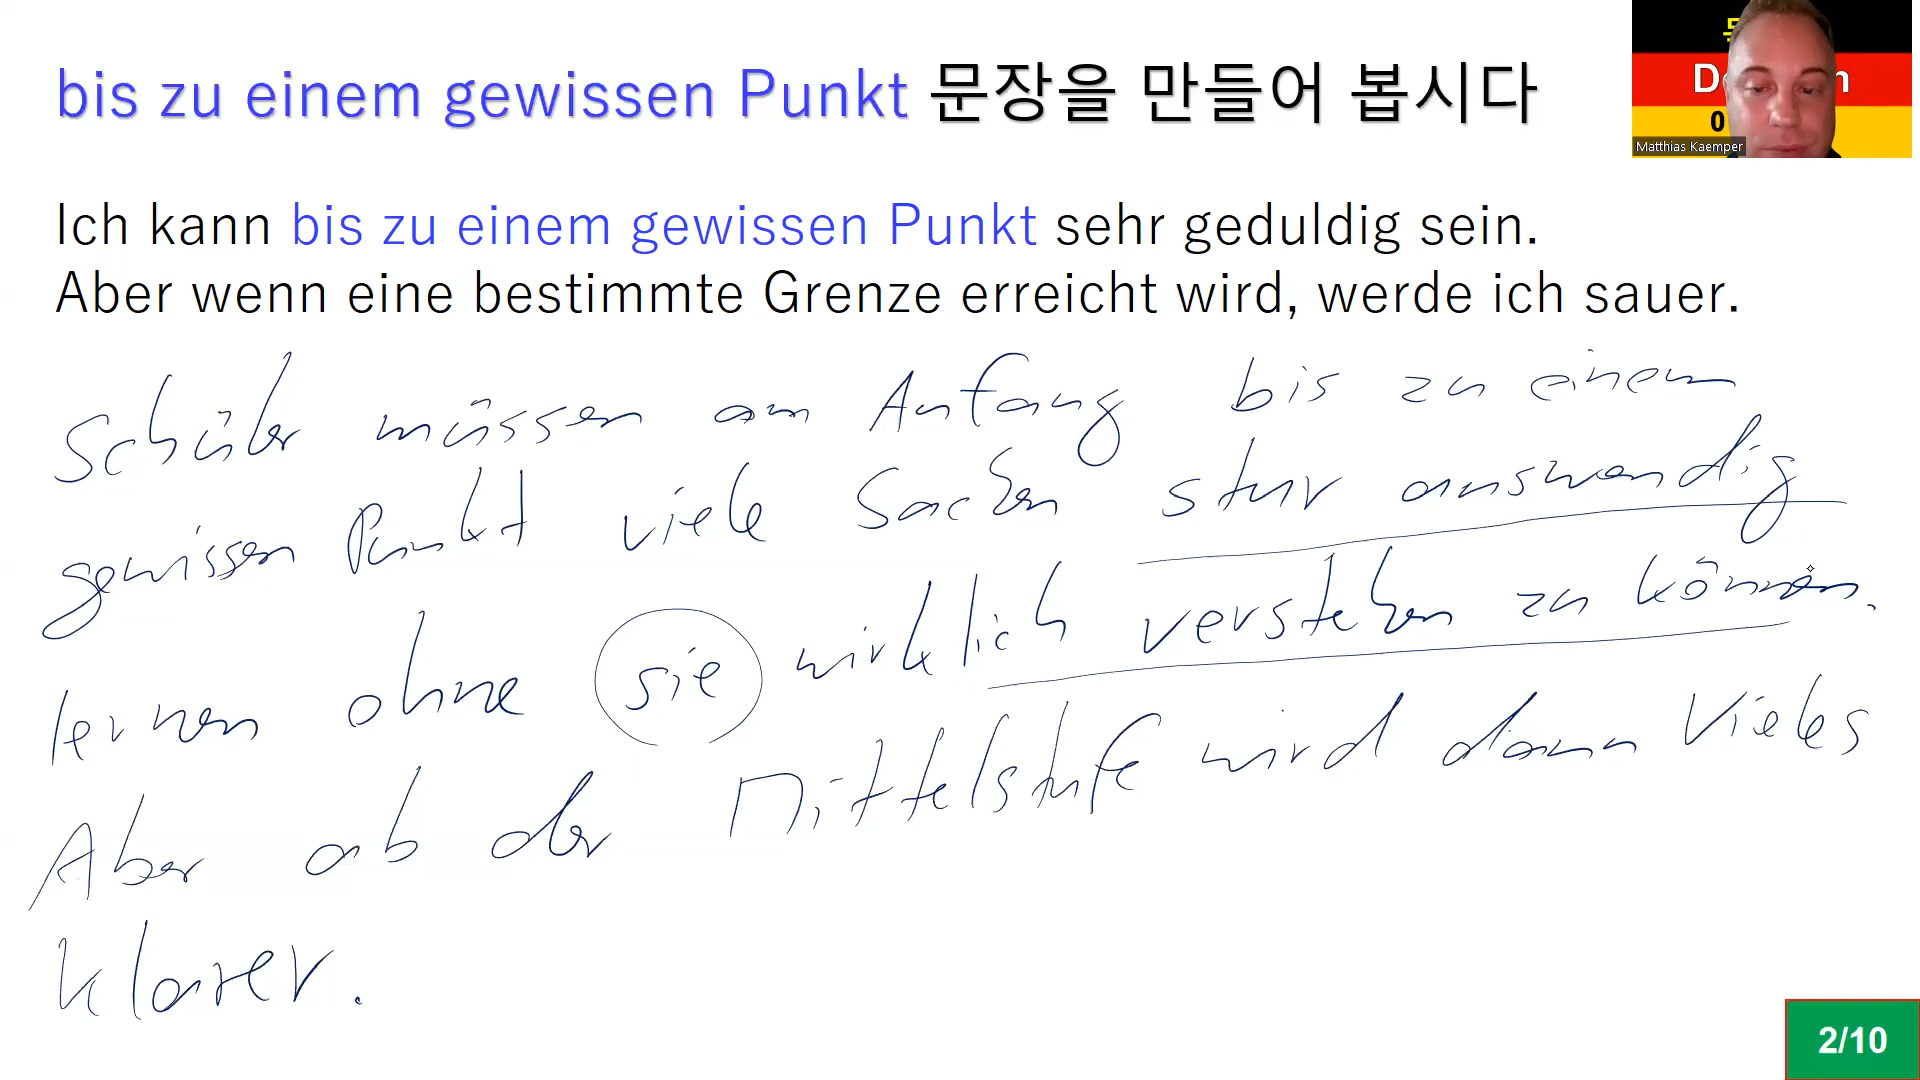 bis zu einem gewissen Punkt 문장을 만들어 봅시다
D n
0
Matthias Kaemper
Ich kann bis zu einem gewissen Punkt sehr geduldig sein.
Aber wenn eine bestimmte Grenze erreicht wird, werde ich sauer.
Schüler müssen am Anfang bis zu einem
gewissen Punkt viele Sachen stur auswendig
lernen ohne sie wirklich verstehen zu können.
Aber ab der Mittelstufe wird dann Vieles
klarer.
2/10